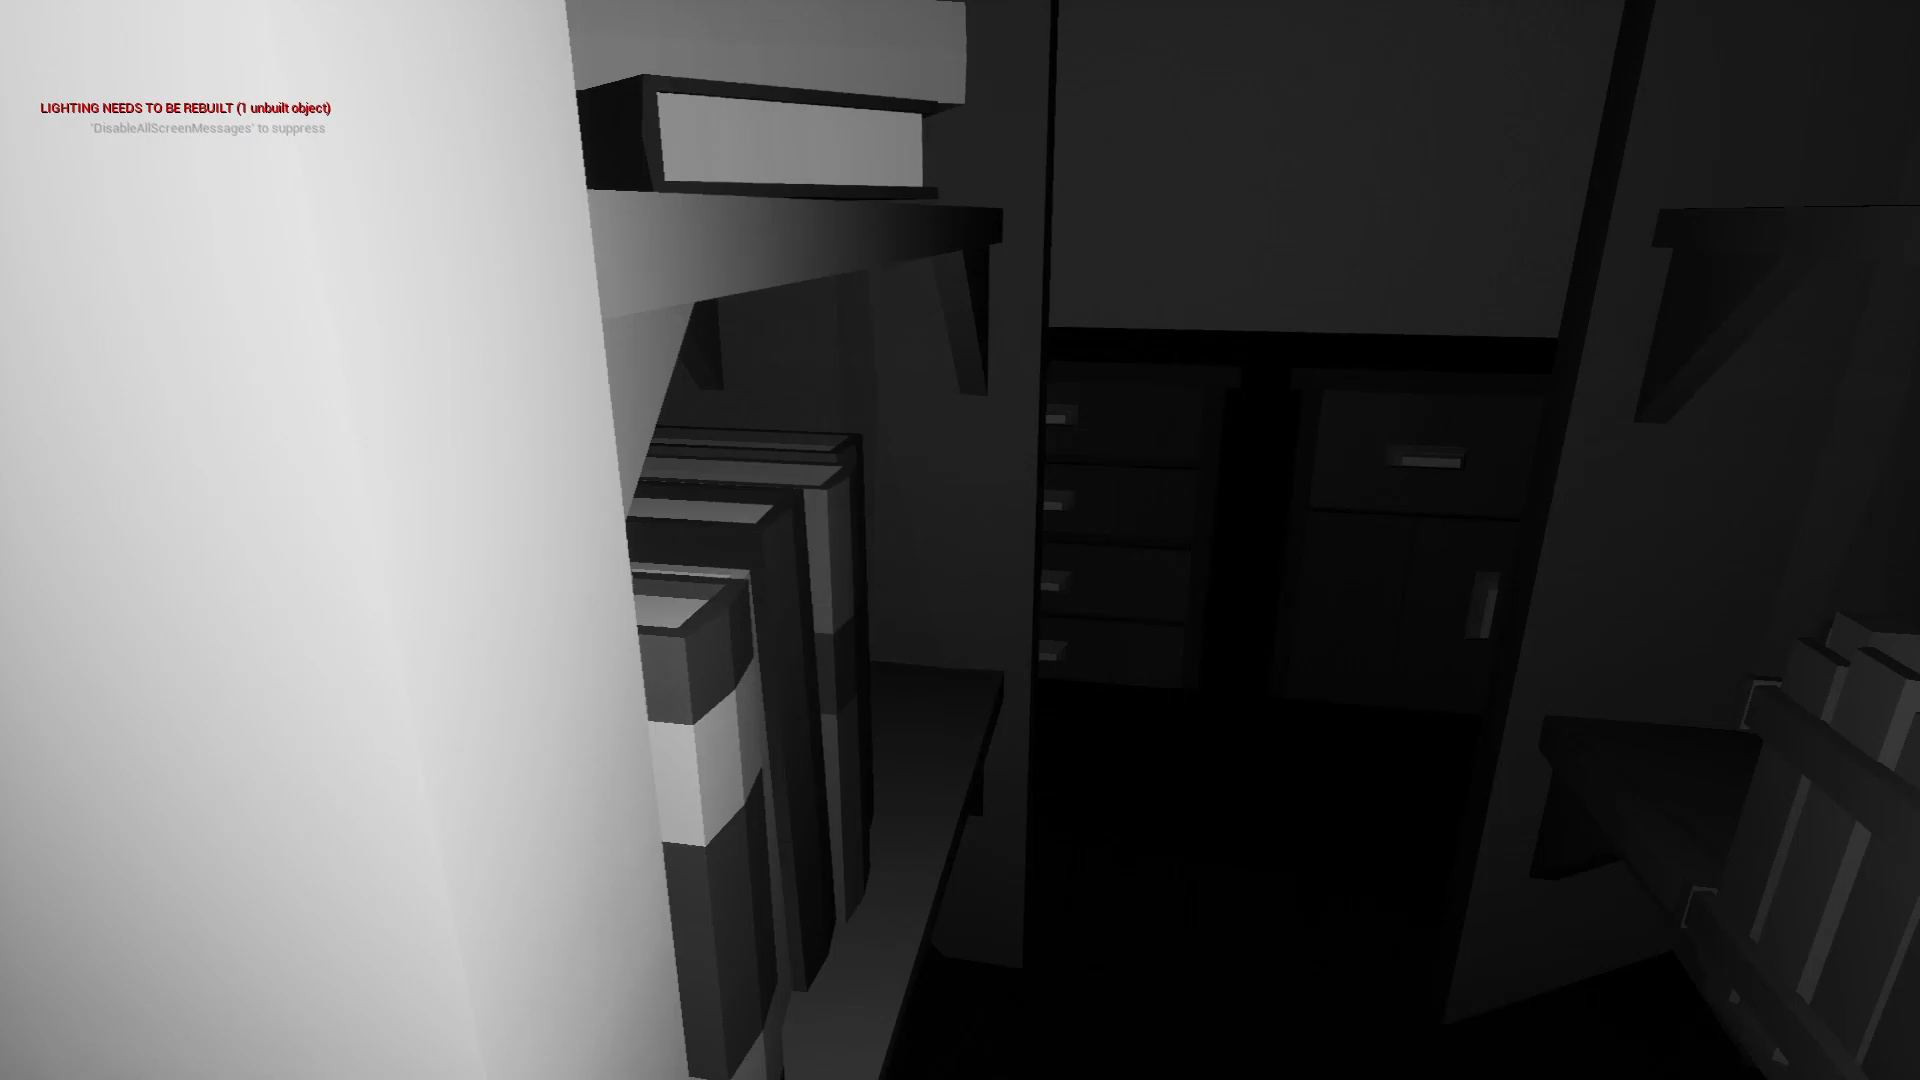 LIGHTING NEEDS TO BE REBUILT (1 unbuilt object)
'DisableAllScreenMessages' to suppress